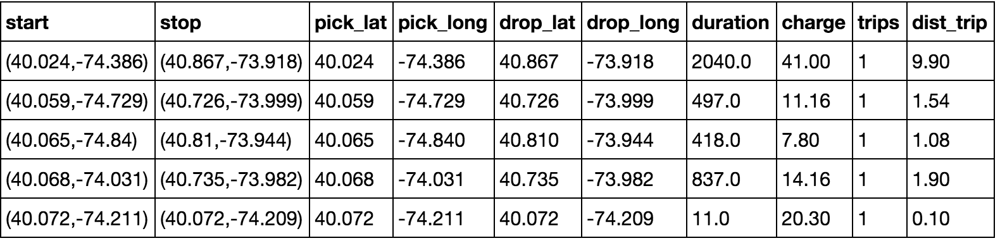 start stop pick_lat pick_long drop_lat drop_long duration charge trips dist_trip
(40.024,-74.386) (40.867,-73.918) 40.024 -74.386 40.867 -73.918 2040.0 41.00 1 9.90
(40.059,-74.729) (40.726,-73.999) 40.059 -74.729 40.726 -73.999 497.0 11.16 1 1.54
(40.065,-74.84) (40.81,-73.944) 40.065 -74.840 40.810 -73.944 418.0 7.80 1 1.08
(40.068,-74.031) (40.735,-73.982) 40.068 -74.031 40.735 -73.982 837.0 14.16 1 1.90
(40.072,-74.211) (40.072,-74.209) 40.072 -74.211 40.072 -74.209 11.0 20.30 1 0.10